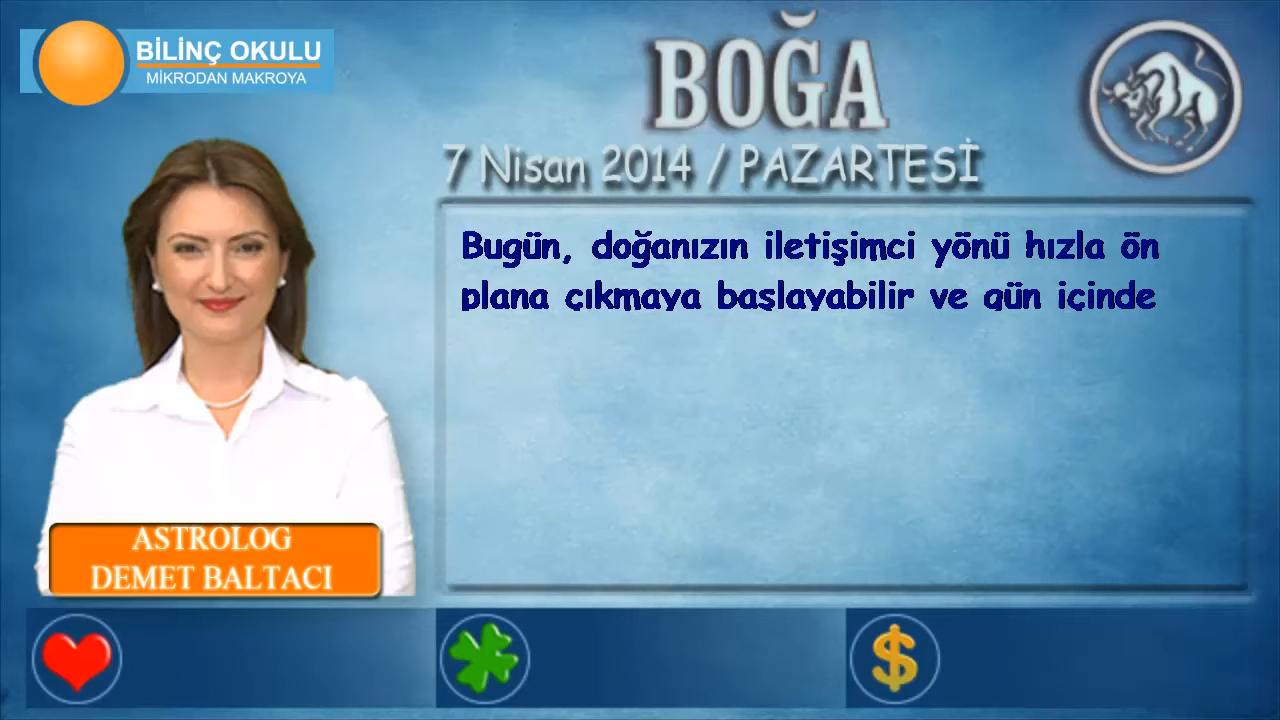 BİLİNÇ OKULU
MİKRODAN MAKROYA
BOĞA
7 Nisan 2014 / PAZARTESİ
Bugün, doğanızın iletişimci yönü hızla ön
plana çıkmaya başlayabilir ve gün içinde
ASTROLOG
DEMET BALTACI